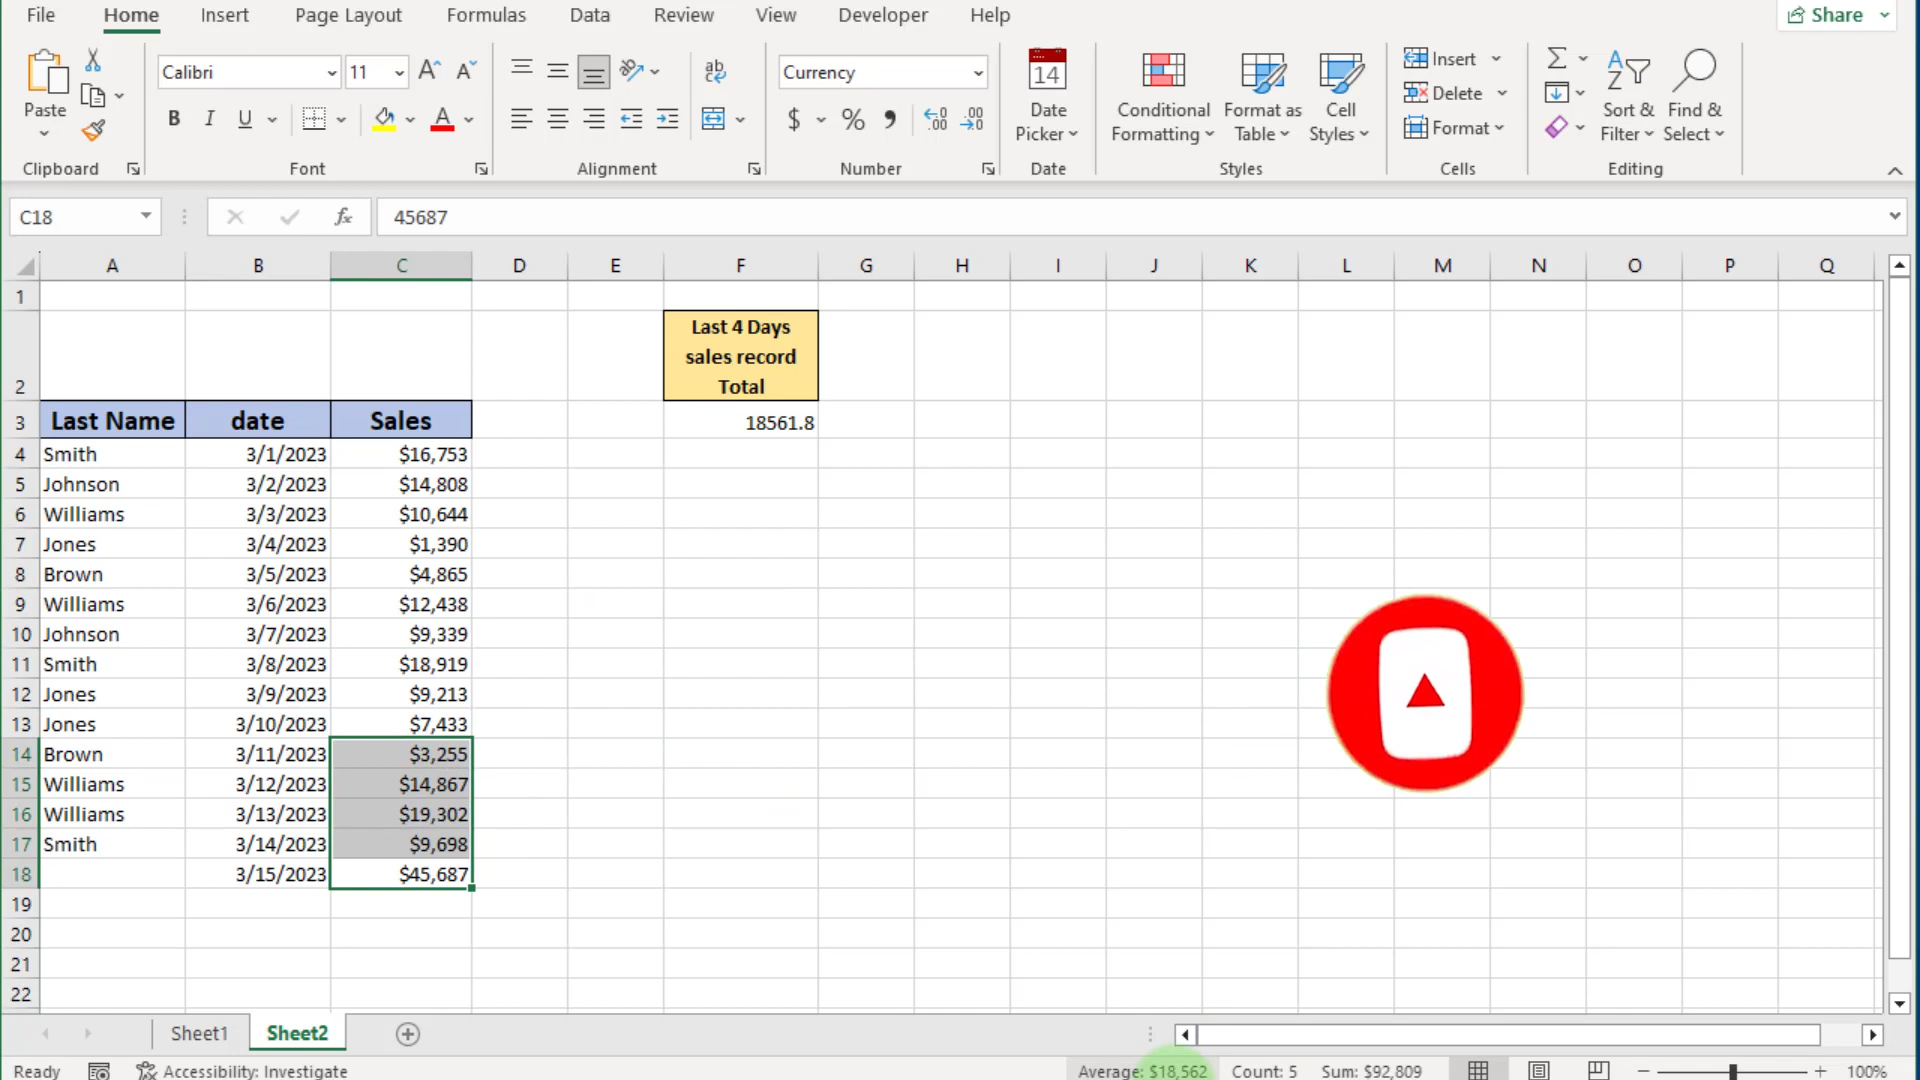 File Home Insert Page Layout Formulas Data Review View Developer Help Share
Calibri 11 Currency
Paste
B I U $ % 9
14
Date
Picker
Conditional
Formatting
Format as
Table
Cell
Styles
Insert
Delete
Format
Sort &
Filter
Find &
Select
Clipboard Font Alignment Number Date Styles Cells Editing
C18 fx 45687
A B C D E F G H I J K L M N O P Q
1
2 Last 4 Days
sales record
Total
3 Last Name date Sales 18561.8
4 Smith 3/1/2023 $16,753
5 Johnson 3/2/2023 $14,808
6 Williams 3/3/2023 $10,644
7 Jones 3/4/2023 $1,390
8 Brown 3/5/2023 $4,865
9 Williams 3/6/2023 $12,438
10 Johnson 3/7/2023 $9,339
11 Smith 3/8/2023 $18,919
12 Jones 3/9/2023 $9,213
13 Jones 3/10/2023 $7,433
14 Brown 3/11/2023 $3,255
15 Williams 3/12/2023 $14,867
16 Williams 3/13/2023 $19,302
17 Smith 3/14/2023 $9,698
18 3/15/2023 $45,687
19
20
21
22
Sheet1 Sheet2
Ready Accessibility: Investigate Average: $18,562 Count: 5 Sum: $92,809 100%